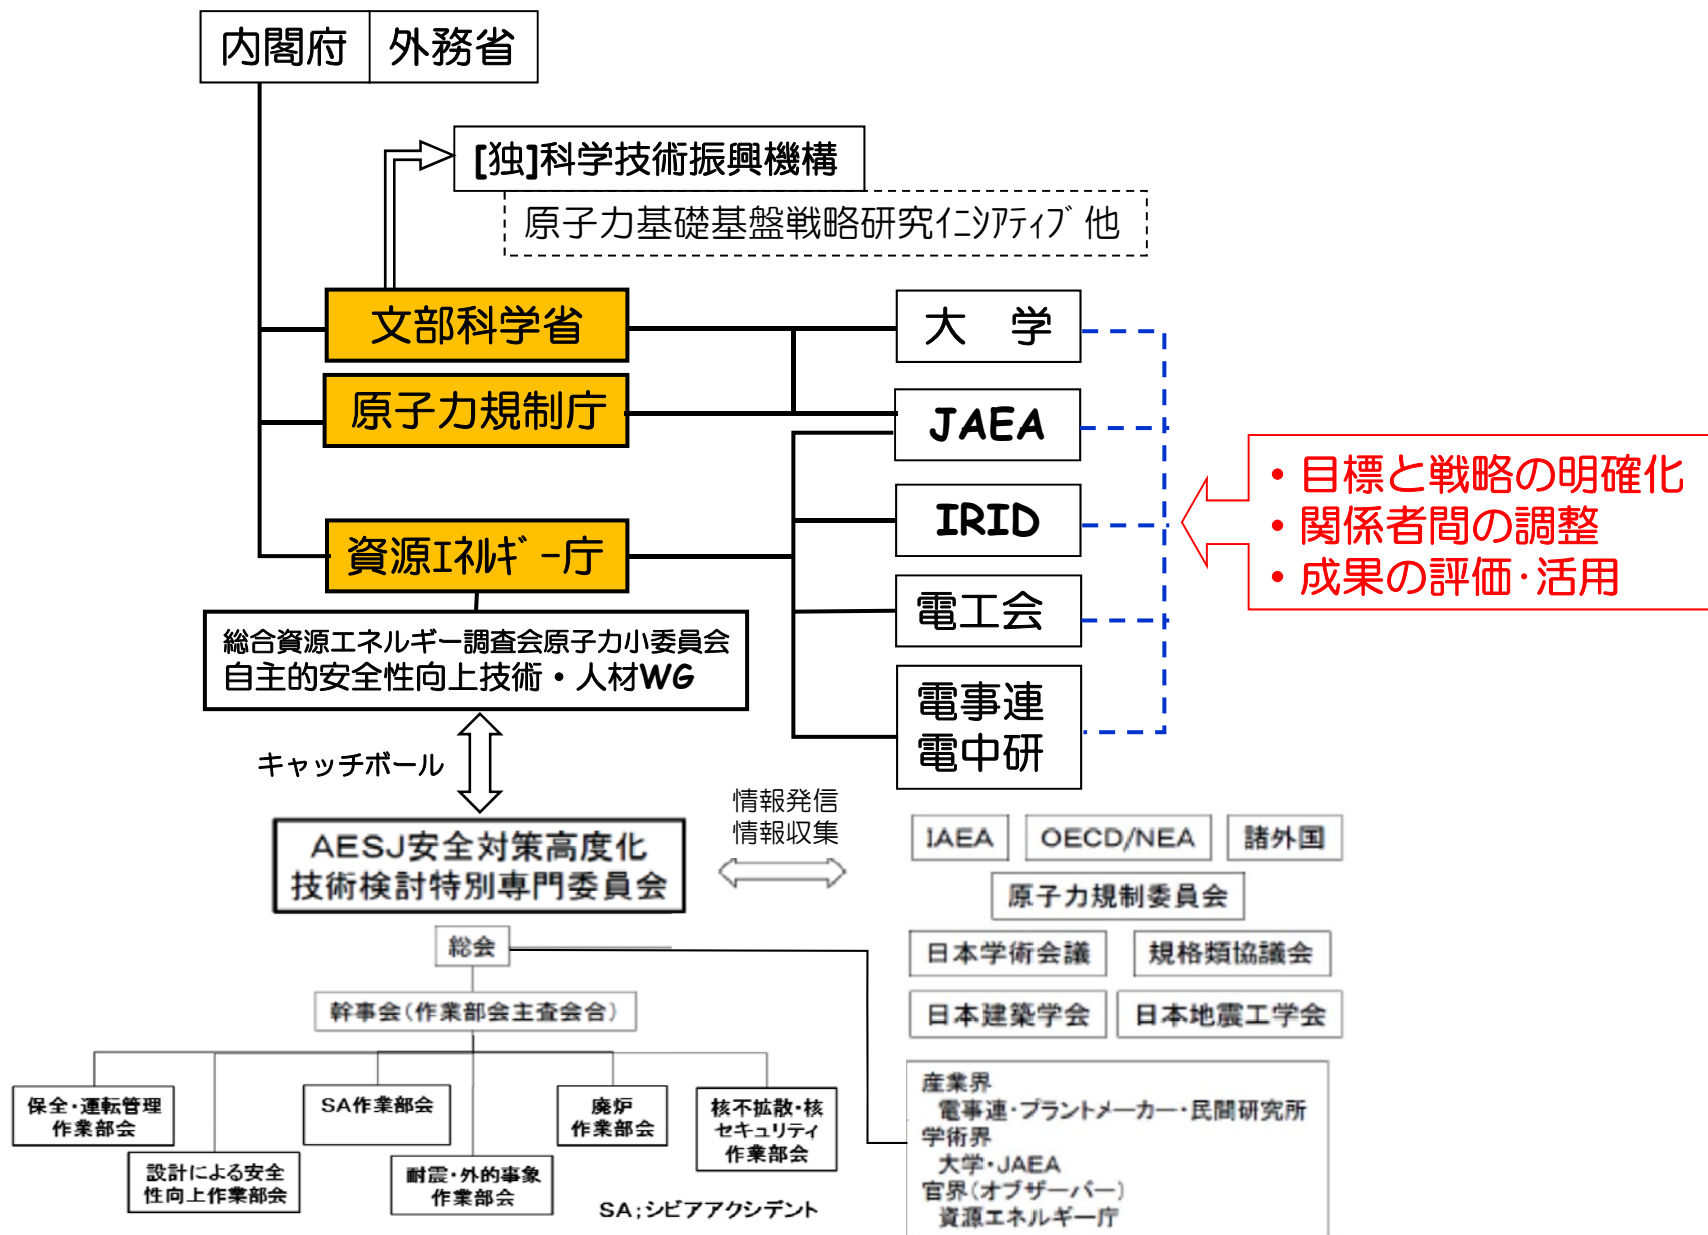 内閣府 外務省
[独]科学技術振興機構
原子力基礎基盤戦略研究ｲﾆｼｱﾃｨﾌﾞ 他
文部科学省
原子力規制庁
資源ｴﾈﾙｷﾞｰ庁
大　学
JAEA
IRID
電工会
電事連
電中研
• 目標と戦略の明確化
• 関係者間の調整
• 成果の評価･活用
総合資源エネルギー調査会原子力小委員会
自主的安全性向上技術・人材WG
キャッチボール
情報発信
情報収集
AESJ安全対策高度化
技術検討特別専門委員会
IAEA OECD/NEA 諸外国
原子力規制委員会
日本学術会議 規格類協議会
日本建築学会 日本地震工学会
総会
幹事会(作業部会主査会合)
保全・運転管理
作業部会
設計による安全
性向上作業部会
SA作業部会
耐震・外的事象
作業部会
廃炉
作業部会
核不拡散・核
セキュリティ
作業部会
SA;シビアアクシデント
産業界
電事連・プラントメーカー・民間研究所
学術界
大学・JAEA
官界(オブザーバー)
資源エネルギー庁